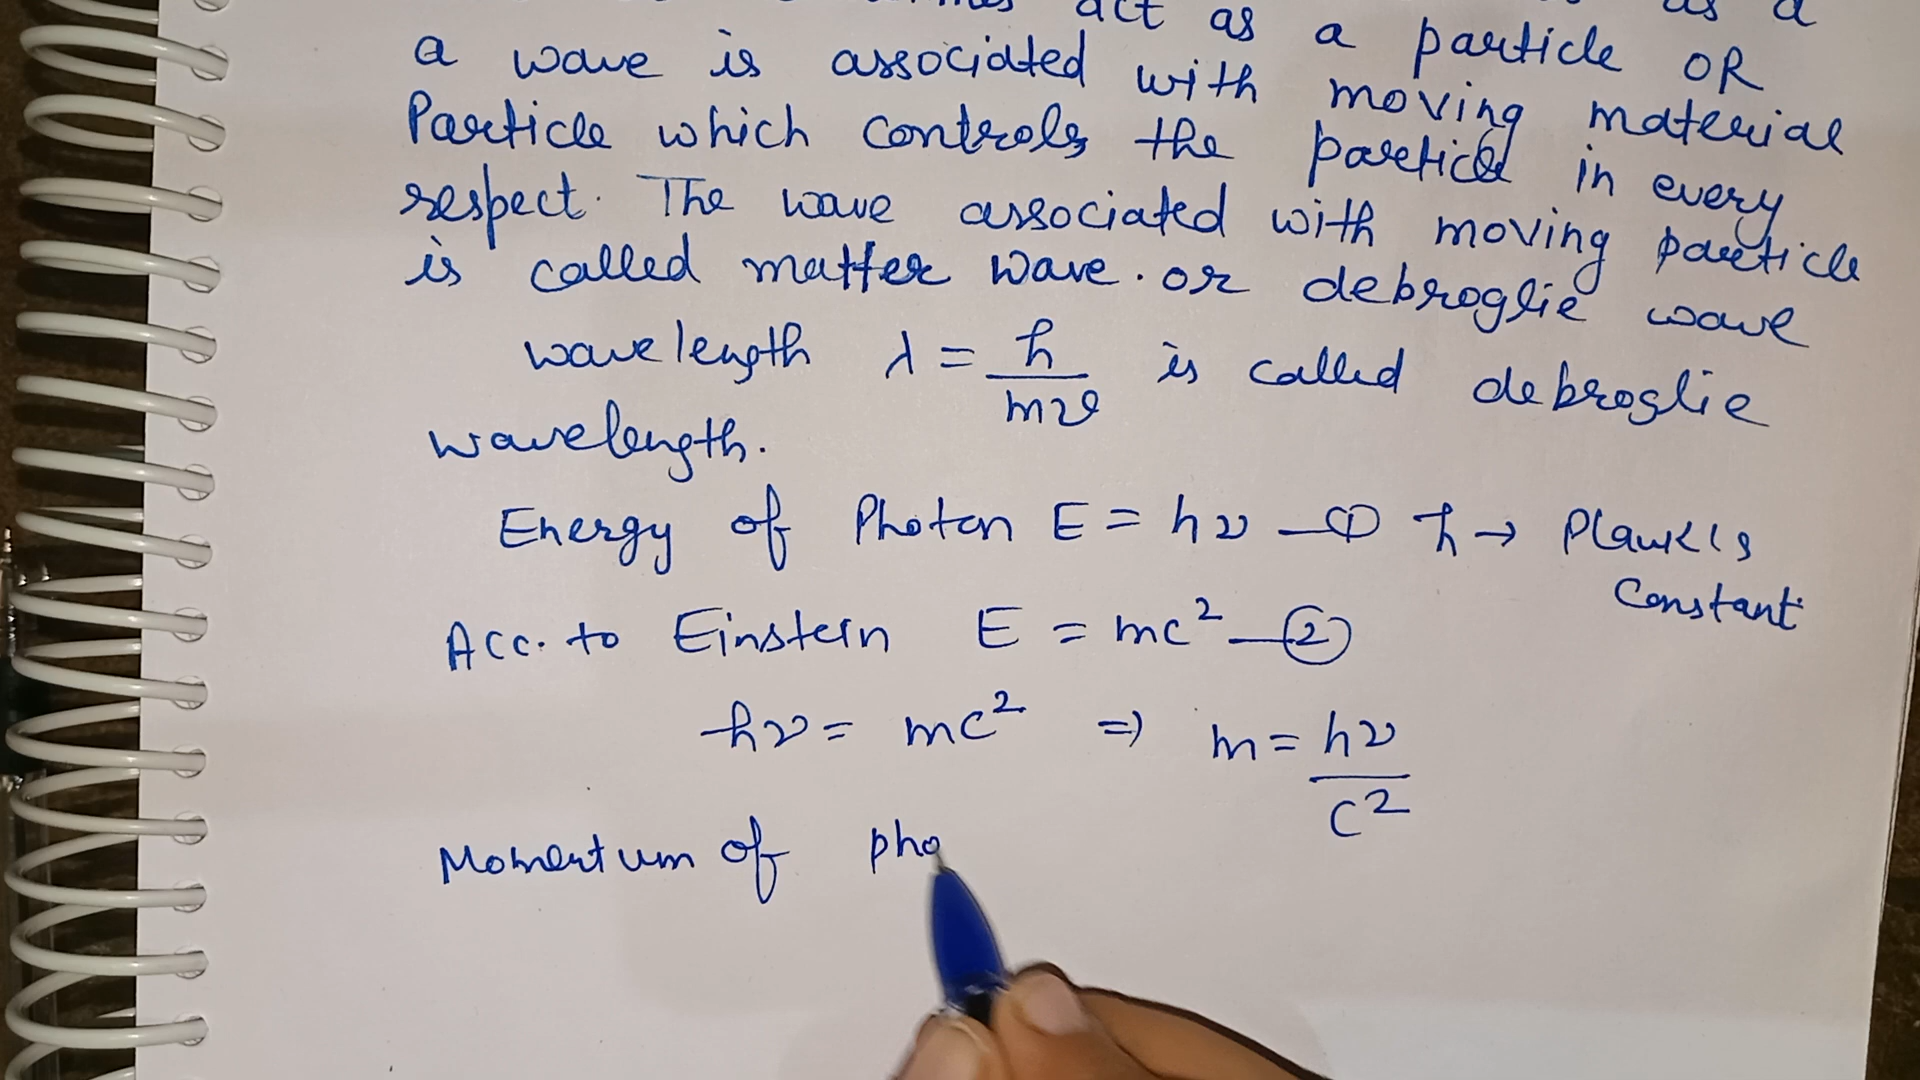 act as a particle OR
a wave is associated with moving material
Particle which controls the particle in every
respect. The wave associated with moving particle
is called matter wave. or debroglie wave
wavelength λ = h/mv is called debroglie
wavelength.
Energy of Photon E = hν —① h → Planck's
Constant
Acc. to Einstein E = mc² —②
hν = mc² ⇒ m = hν/c²
Momentum of pho